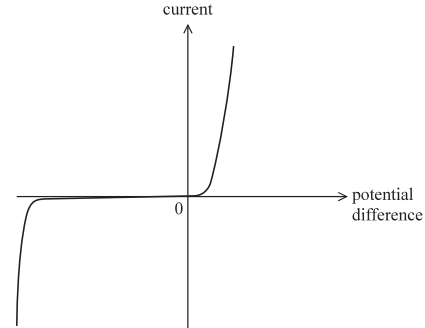 current
0
potential
difference